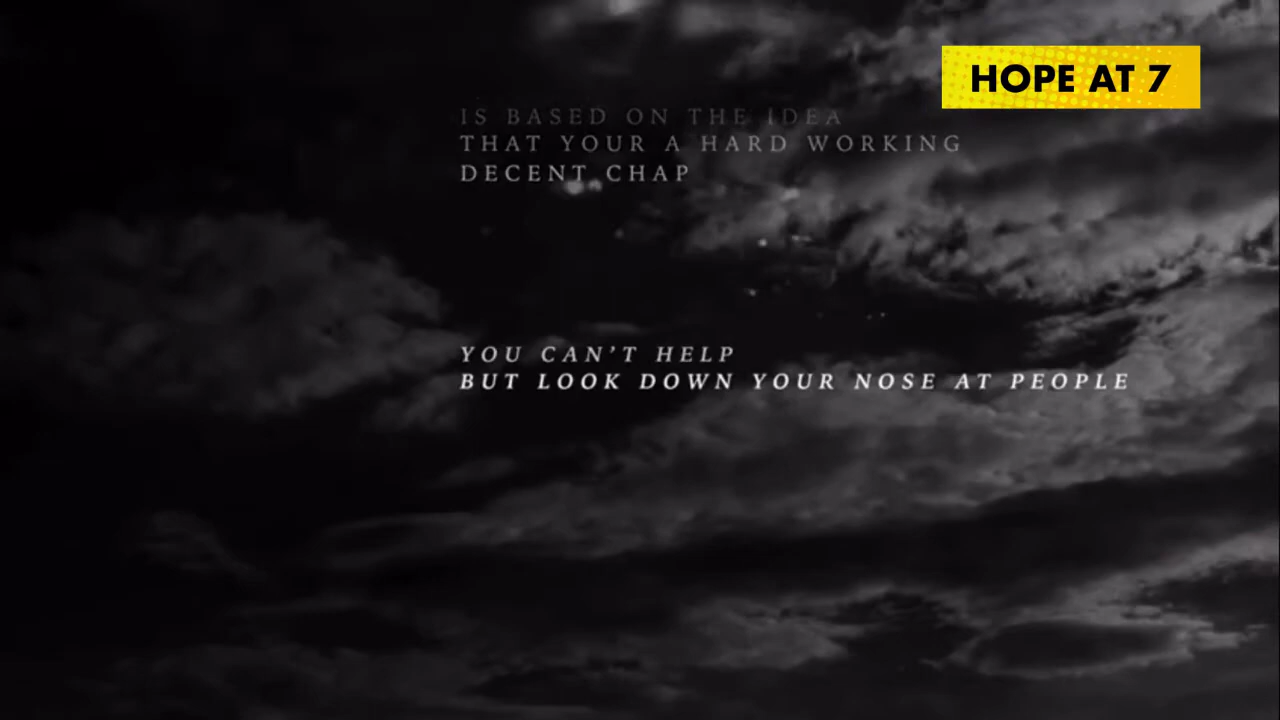 HOPE AT 7
IS BASED ON THE IDEA
THAT YOUR A HARD WORKING
DECENT CHAP
YOU CAN'T HELP
BUT LOOK DOWN YOUR NOSE AT PEOPLE